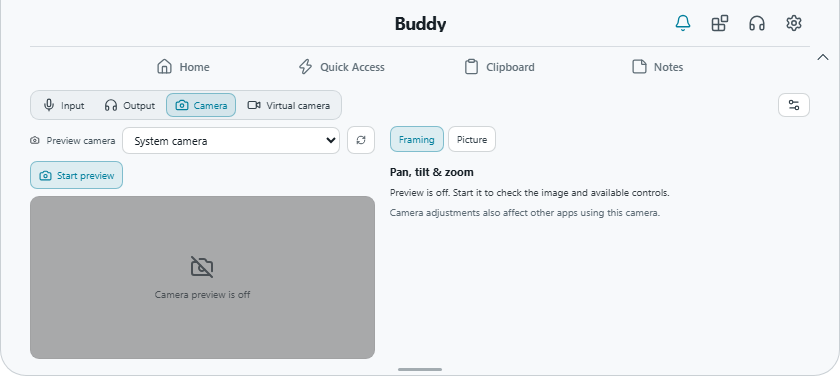 Buddy
Home
Quick Access
Clipboard
Notes
Input
Output
Camera
Virtual camera
Preview camera
System camera
Framing
Picture
Start preview
Pan, tilt & zoom
Preview is off. Start it to check the image and available controls.
Camera adjustments also affect other apps using this camera.
Camera preview is off